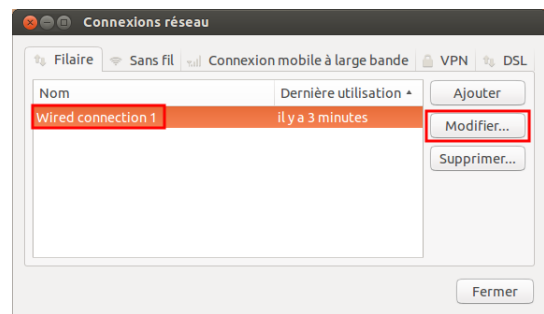 Connexions réseau
Filaire Sans fil Connexion mobile à large bande VPN DSL
Nom Dernière utilisation Ajouter
Wired connection 1 il y a 3 minutes Modifier...
Supprimer...
Fermer